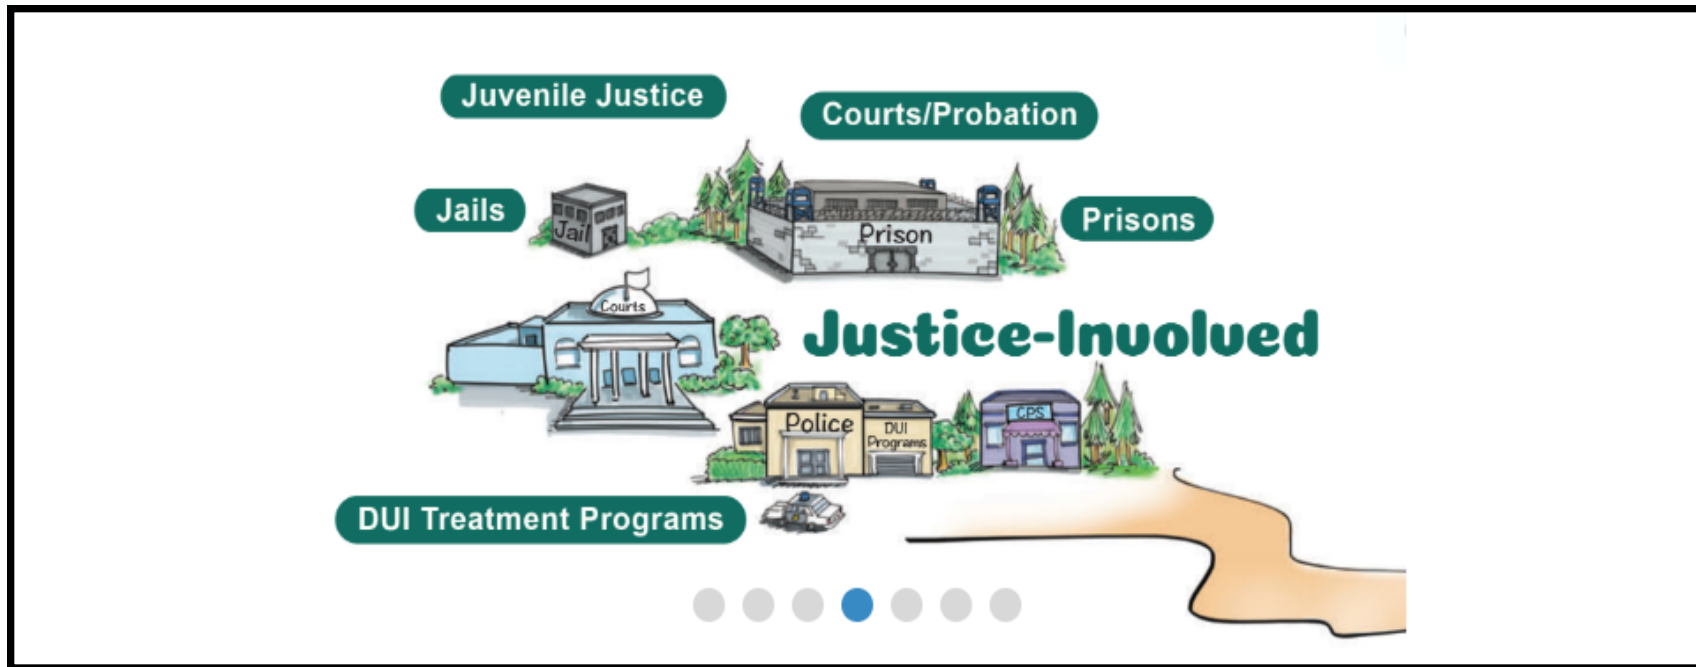 Juvenile Justice
Courts/Probation
Jails
Jail
Prison
Prisons
Courts
Justice-Involved
Police
DUI
Programs
CPS
DUI Treatment Programs